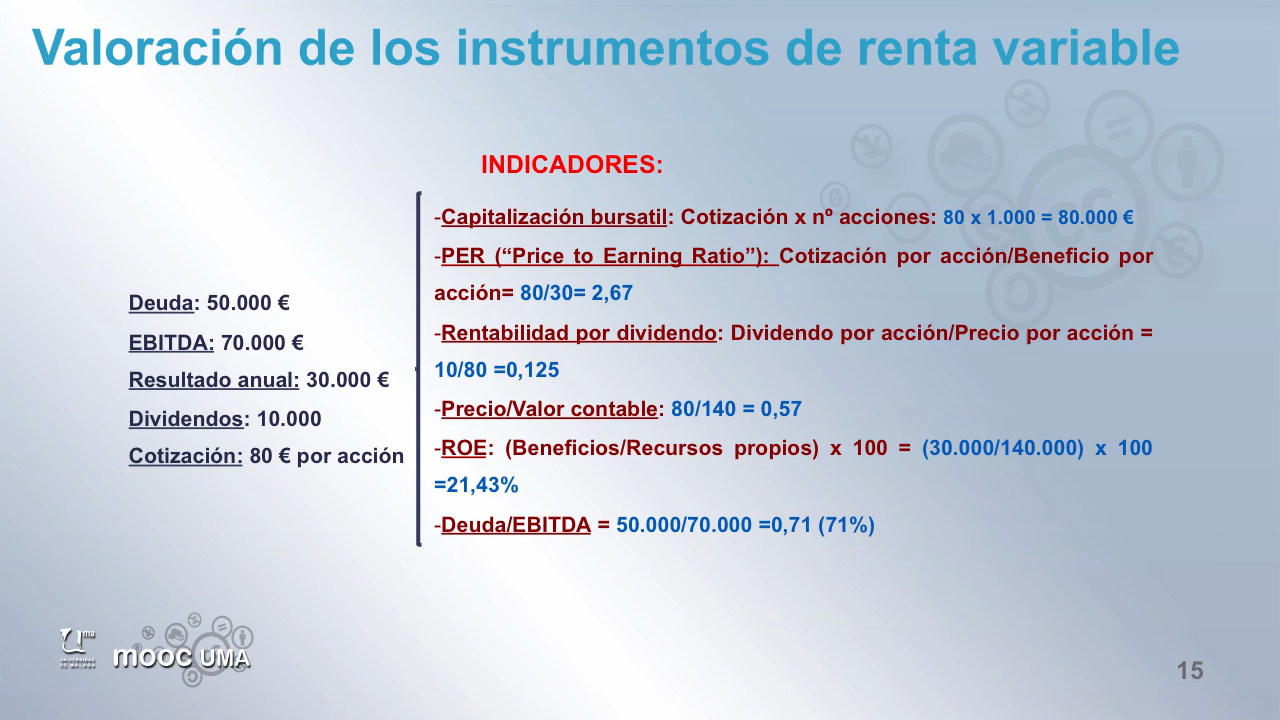 Valoración de los instrumentos de renta variable
INDICADORES:
Deuda: 50.000 €
EBITDA: 70.000 €
Resultado anual: 30.000 €
Dividendos: 10.000
Cotización: 80 € por acción
-Capitalización bursatil: Cotización x nº acciones: 80 x 1.000 = 80.000 €
-PER (“Price to Earning Ratio”): Cotización por acción/Beneficio por
acción= 80/30= 2,67
-Rentabilidad por dividendo: Dividendo por acción/Precio por acción =
10/80 =0,125
-Precio/Valor contable: 80/140 = 0,57
-ROE: (Beneficios/Recursos propios) x 100 = (30.000/140.000) x 100
=21,43%
-Deuda/EBITDA = 50.000/70.000 =0,71 (71%)
uma
UNIVERSIDAD
DE MÁLAGA
mooc UMA
15